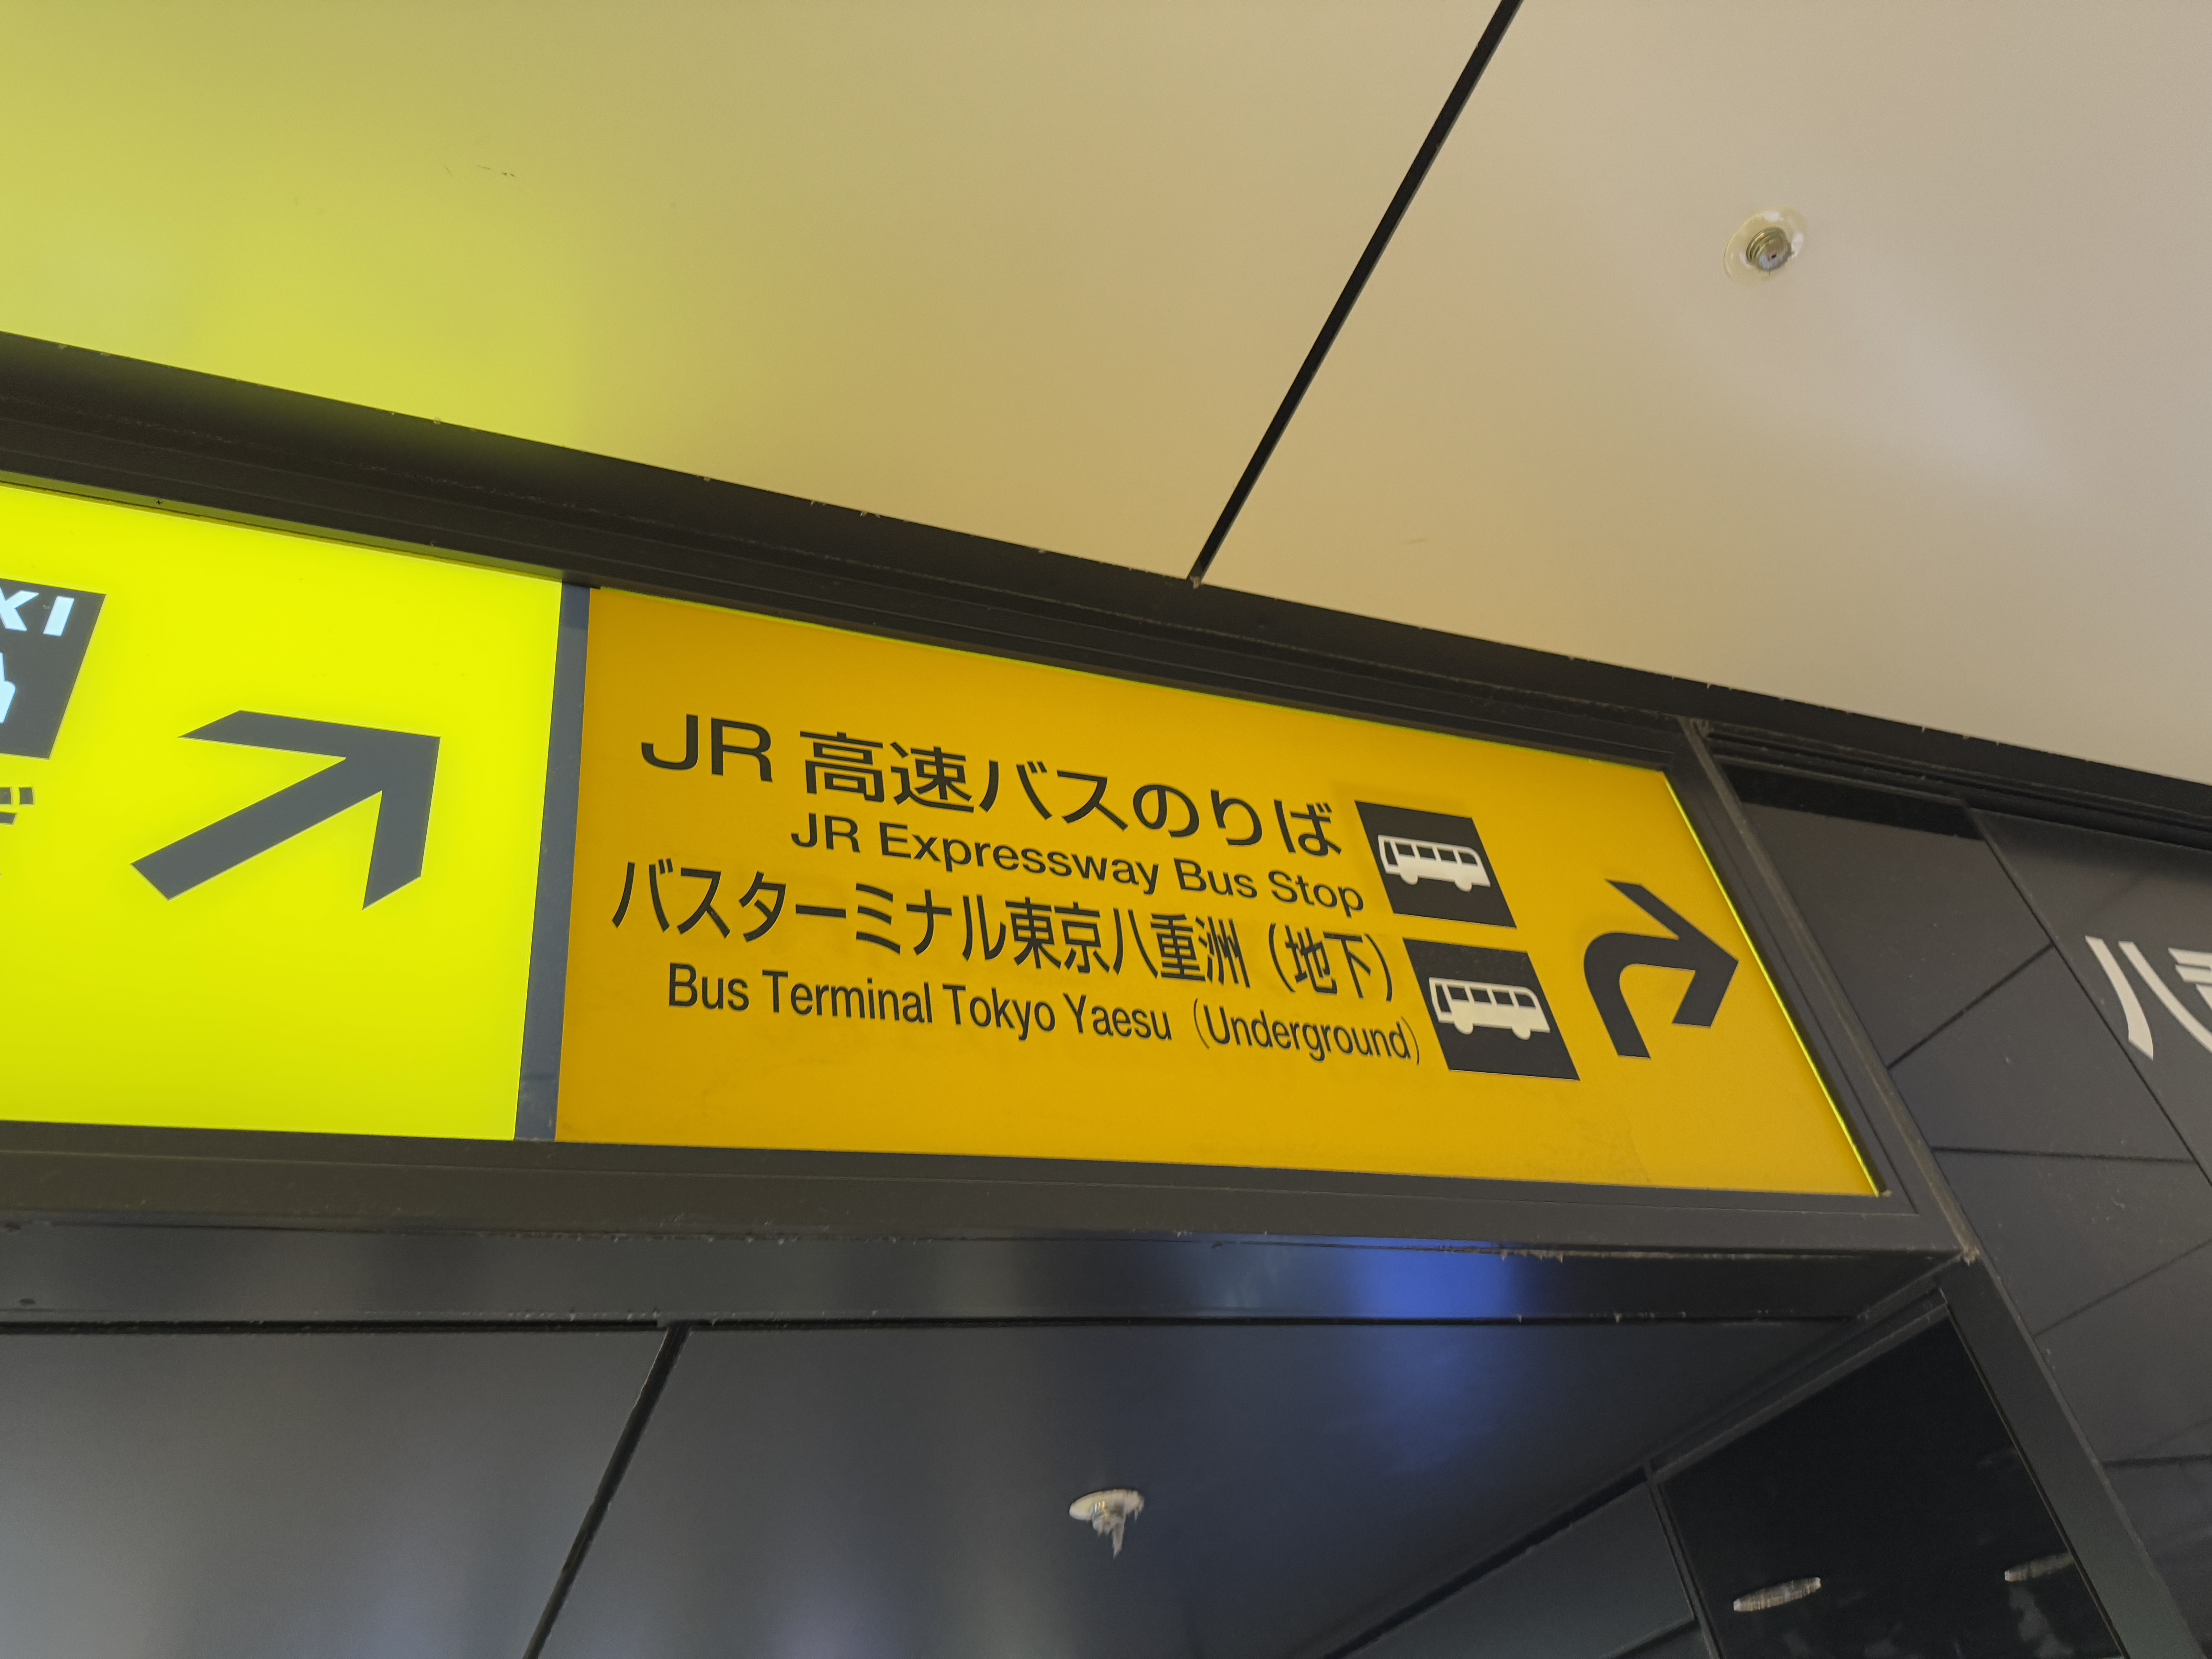 JR 高速バスのりば
JR Expressway Bus Stop
バスターミナル東京八重洲（地下）
Bus Terminal Tokyo Yaesu (Underground)